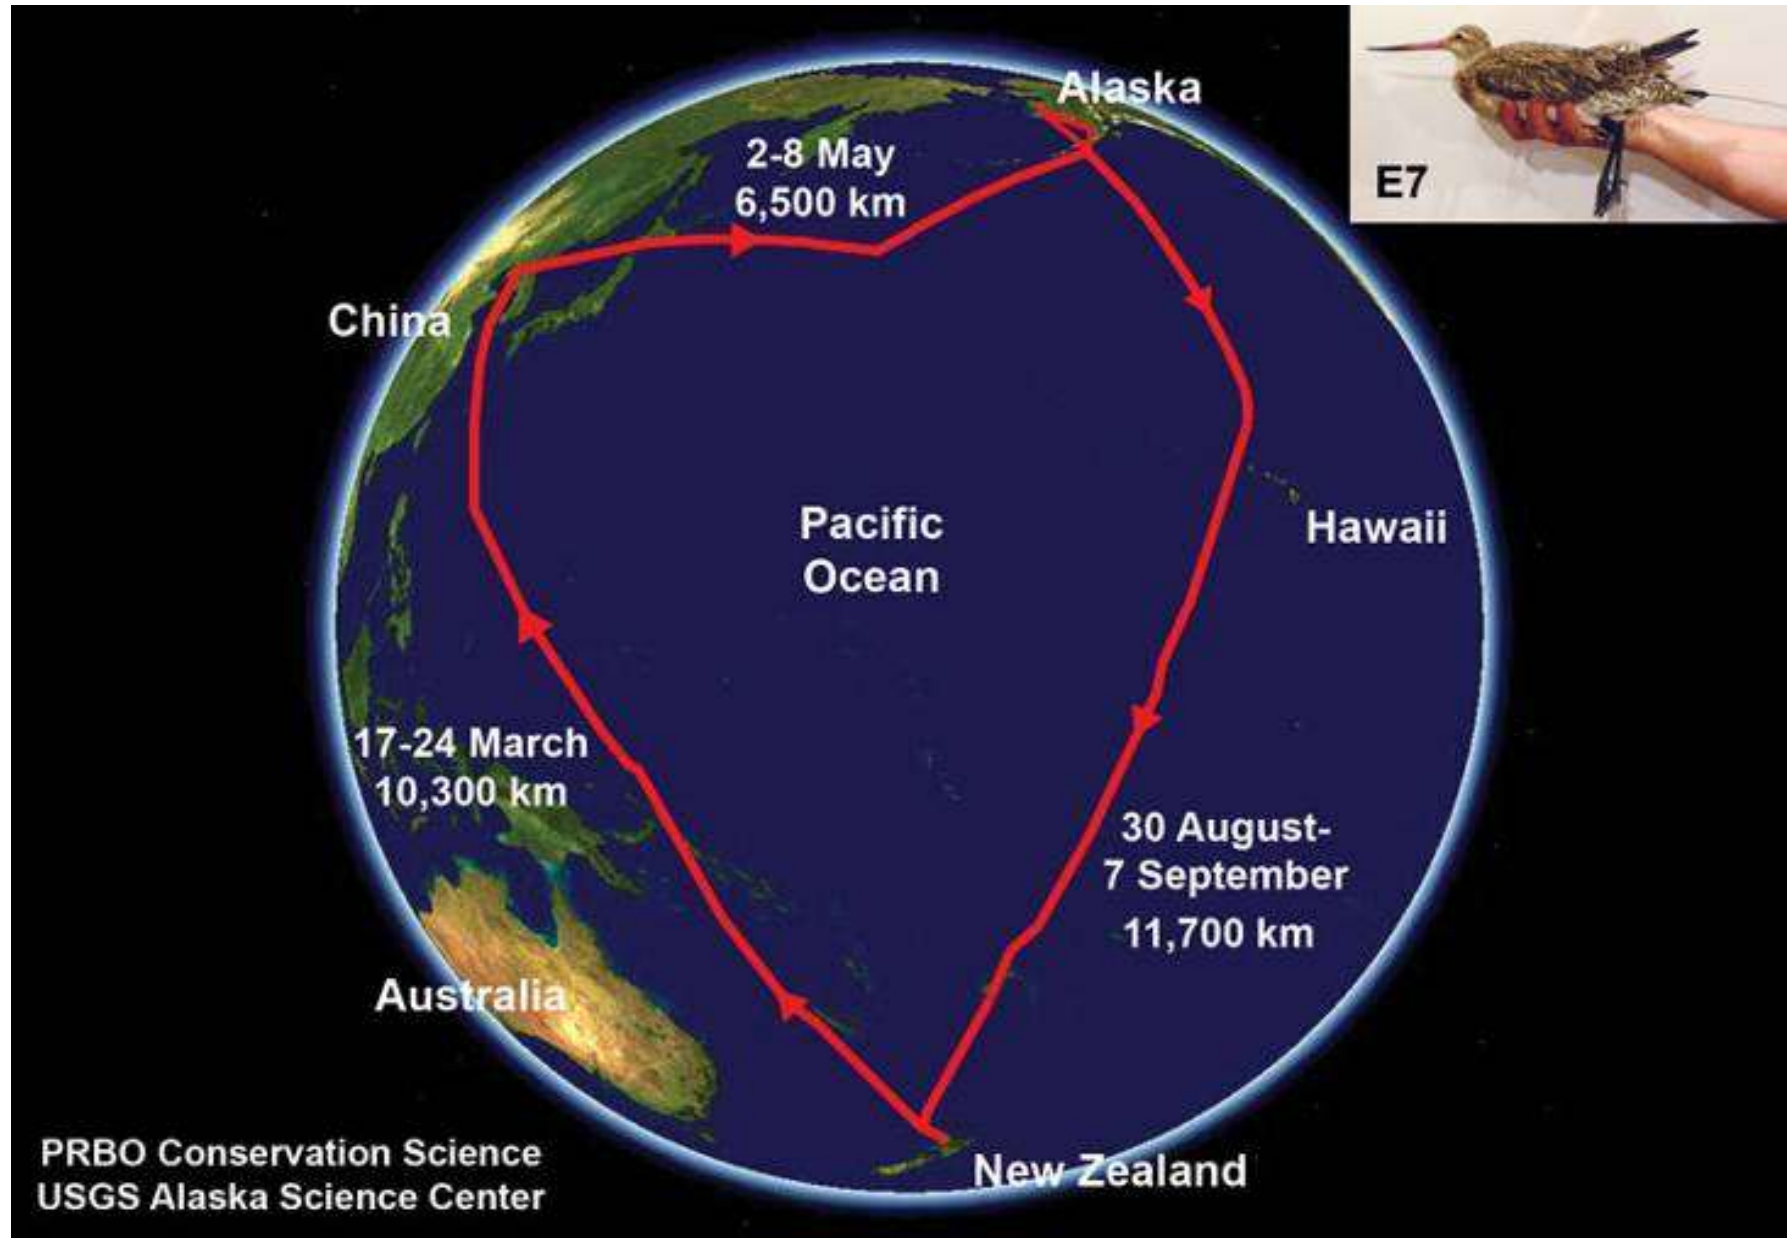 Alaska
2-8 May
6,500 km
E7
China
Pacific
Ocean
Hawaii
17-24 March
10,300 km
30 August-
7 September
11,700 km
Australia
PRBO Conservation Science
USGS Alaska Science Center
New Zealand